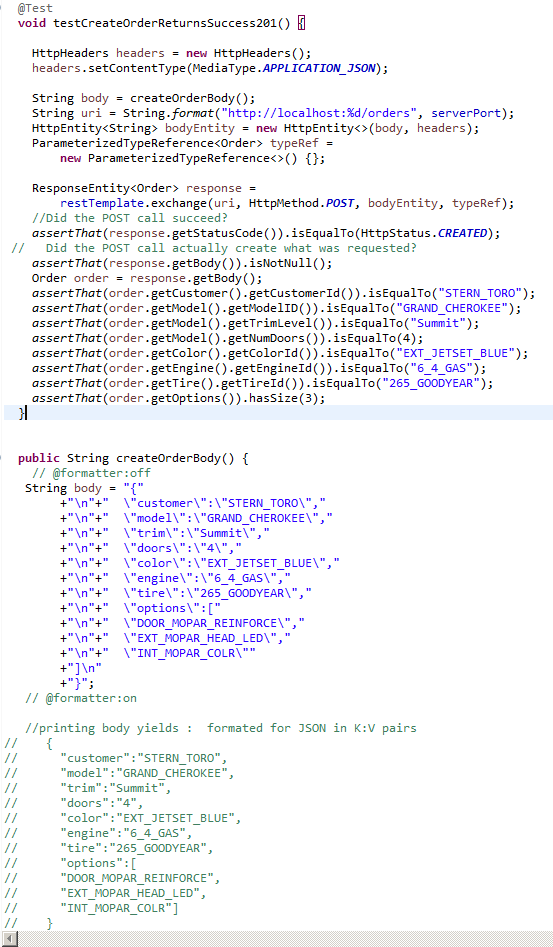 @Test
void testCreateOrderReturnsSuccess201() {
HttpHeaders headers = new HttpHeaders();
headers.setContentType(MediaType.APPLICATION_JSON);
String body = createOrderBody();
String uri = String.format("http://localhost:%d/orders", serverPort);
HttpEntity<String> bodyEntity = new HttpEntity<>(body, headers);
ParameterizedTypeReference<Order> typeRef =
new ParameterizedTypeReference<>() {};
ResponseEntity<Order> response =
restTemplate.exchange(uri, HttpMethod.POST, bodyEntity, typeRef);
//Did the POST call succeed?
assertThat(response.getStatusCode()).isEqualTo(HttpStatus.CREATED);
// Did the POST call actually create what was requested?
assertThat(response.getBody()).isNotNull();
Order order = response.getBody();
assertThat(order.getCustomer().getCustomerId()).isEqualTo("STERN_TORO");
assertThat(order.getModel().getModelID()).isEqualTo("GRAND_CHEROKEE");
assertThat(order.getModel().getTrimLevel()).isEqualTo("Summit");
assertThat(order.getModel().getNumDoors()).isEqualTo(4);
assertThat(order.getColor().getColorId()).isEqualTo("EXT_JETSET_BLUE");
assertThat(order.getEngine().getEngineId()).isEqualTo("6_4_GAS");
assertThat(order.getTire().getTireId()).isEqualTo("265_GOODYEAR");
assertThat(order.getOptions()).hasSize(3);
}
public String createOrderBody() {
// @formatter:off
String body = "{"
+"\n"+"  \"customer\":\"STERN_TORO\","
+"\n"+"  \"model\":\"GRAND_CHEROKEE\","
+"\n"+"  \"trim\":\"Summit\","
+"\n"+"  \"doors\":\"4\","
+"\n"+"  \"color\":\"EXT_JETSET_BLUE\","
+"\n"+"  \"engine\":\"6_4_GAS\","
+"\n"+"  \"tire\":\"265_GOODYEAR\","
+"\n"+"  \"options\":["
+"\n"+"  \"DOOR_MOPAR_REINFORCE\","
+"\n"+"  \"EXT_MOPAR_HEAD_LED\","
+"\n"+"  \"INT_MOPAR_COLR\""
+"]\n"
+"}";
// @formatter:on
//printing body yields :  formated for JSON in K:V pairs
// {
// "customer":"STERN_TORO",
// "model":"GRAND_CHEROKEE",
// "trim":"Summit",
// "doors":"4",
// "color":"EXT_JETSET_BLUE",
// "engine":"6_4_GAS",
// "tire":"265_GOODYEAR",
// "options":[
// "DOOR_MOPAR_REINFORCE",
// "EXT_MOPAR_HEAD_LED",
// "INT_MOPAR_COLR"]
// }